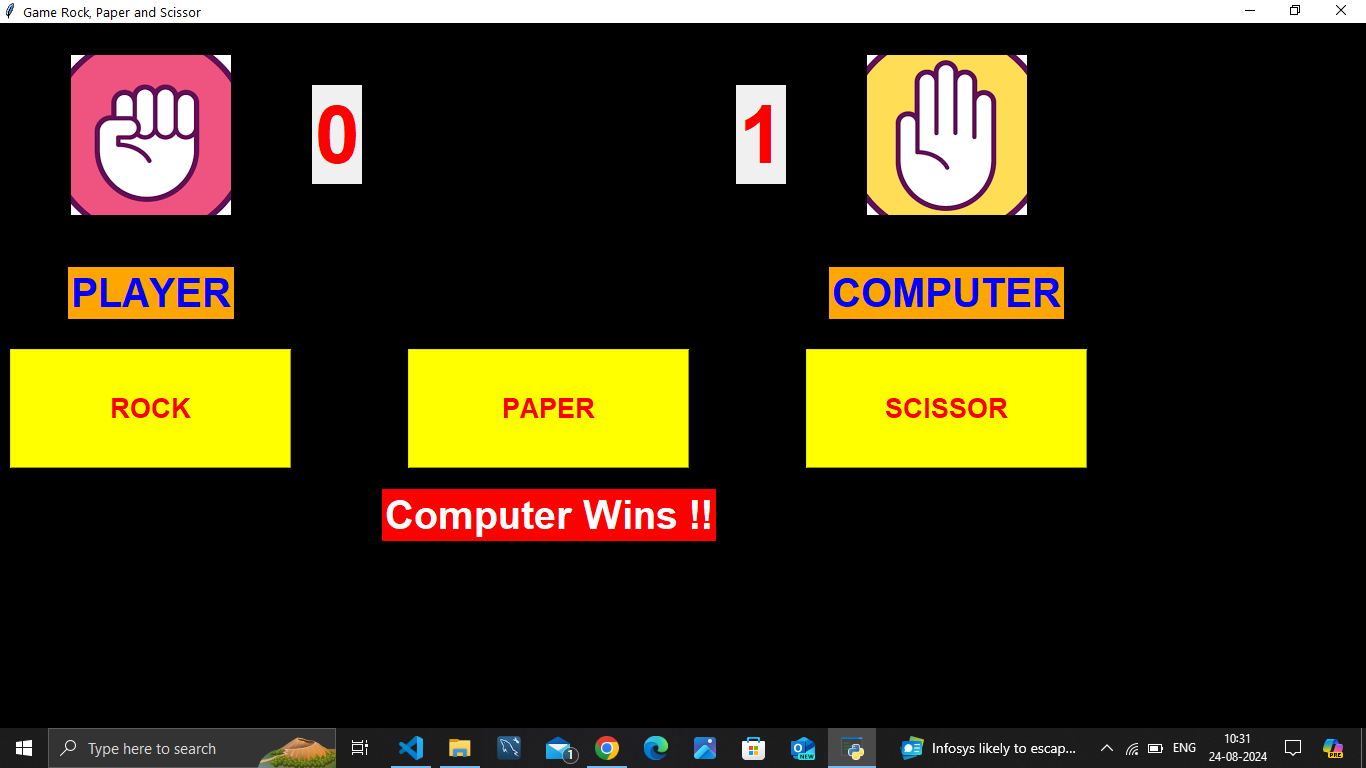 Game Rock, Paper and Scissor
0
1
PLAYER
COMPUTER
ROCK
PAPER
SCISSOR
Computer Wins !!
Type here to search
1
NEW
Infosys likely to escap...
ENG
10:31
24-08-2024
PRE